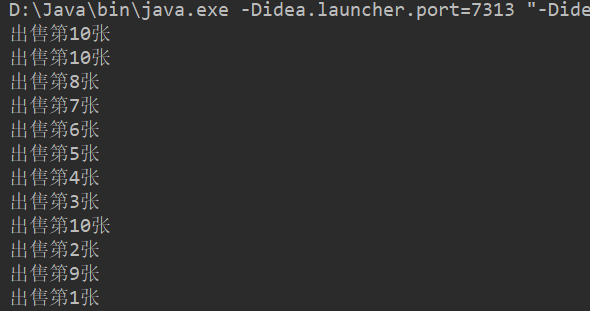 D:\Java\bin\java.exe -Didea.launcher.port=7313 "-Dide
出售第10张
出售第10张
出售第8张
出售第7张
出售第6张
出售第5张
出售第4张
出售第3张
出售第10张
出售第2张
出售第9张
出售第1张